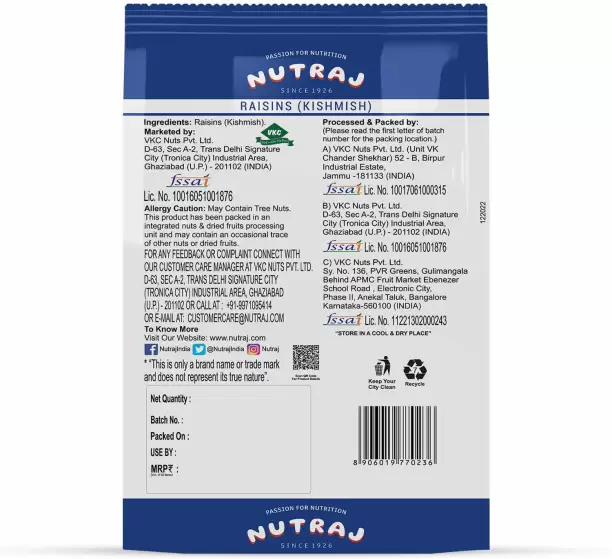 PASSION FOR NUTRITION
NUTRAJ
SINCE 1926
RAISINS (KISHMISH)
Ingredients: Raisins (Kishmish).
Marketed by:
VKC Nuts Pvt. Ltd.
D-63, Sec A-2, Trans Delhi Signature
City (Tronica City) Industrial Area,
Ghaziabad (U.P.) - 201102 (INDIA)
VKC
fssai
Lic. No. 10016051001876
Allergy Caution: May Contain Tree Nuts.
This product has been packed in an
integrated nuts & dried fruits processing
unit and may contain an occasional trace
of other nuts or dried fruits.
FOR ANY FEEDBACK OR COMPLAINT CONNECT WITH
OUR CUSTOMER CARE MANAGER AT VKC NUTS PVT. LTD.
D-63, SEC A-2, TRANS DELHI SIGNATURE CITY
(TRONICA CITY) INDUSTRIAL AREA, GHAZIABAD
(U.P.) - 201102 OR CALL AT : +91-9971095414
OR E-MAIL AT: CUSTOMERCARE@NUTRAJ.COM
To Know More
Visit Our Website: www.nutraj.com
NutrajIndia @NutrajIndia Nutraj
* "This is only a brand name or trade mark
and does not represent its true nature".
Scan QR Code
For Product Details
Net Quantity :
Batch No. :
Packed On :
USE BY :
MRP₹ :
Processed & Packed by:
(Please read the first letter of batch
number for the packing location.)
A) VKC Nuts Pvt. Ltd. (Unit VK
Chander Shekhar) 52 - B, Birpur
Industrial Estate,
Jammu -181133 (INDIA)
fssai Lic. No. 10017061000315
B) VKC Nuts Pvt. Ltd.
D-63, Sec A-2, Trans Delhi Signature
City (Tronica City) Industrial Area,
Ghaziabad (U.P.) - 201102 (INDIA)
fssai Lic. No. 10016051001876
C) VKC Nuts Pvt. Ltd.
Sy. No. 136, PVR Greens, Gulimangala
Behind APMC Fruit Market Ebenezer
School Road , Electronic City,
Phase II, Anekal Taluk, Bangalore
Karnataka-560100 (INDIA)
fssai Lic. No. 11221302000243
"STORE IN A COOL & DRY PLACE"
122022
Keep Your
City Clean
Recycle
7
8 906019 770236
PASSION FOR NUTRITION
NUTRAJ
SINCE 1926